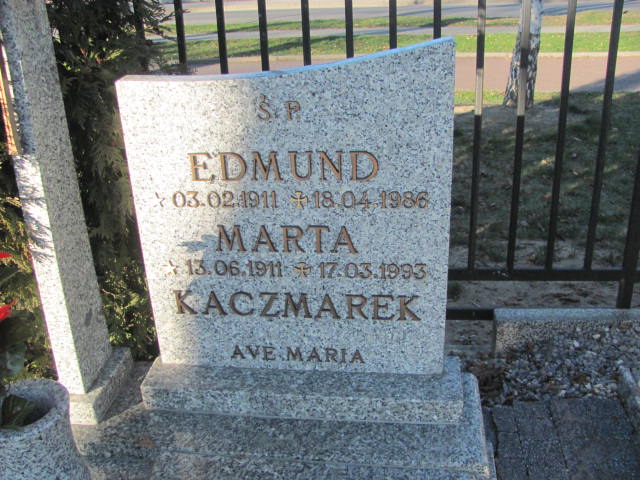 Ś. P.
EDMUND
* 03.02.1911 ✝ 18.04.1986
MARTA
* 13.06.1911 ✝ 17.03.1993
KACZMAREK
AVE MARIA